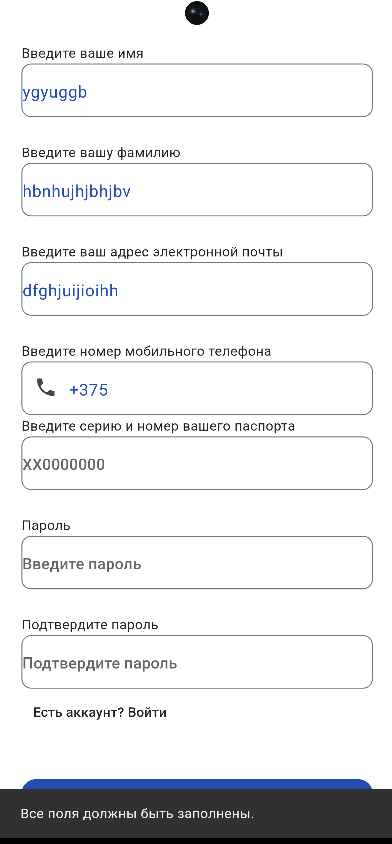 Введите ваше имя
ygyuggb
Введите вашу фамилию
hbnhujhjbhjbv
Введите ваш адрес электронной почты
dfghjuijioihh
Введите номер мобильного телефона
+375
Введите серию и номер вашего паспорта
XX0000000
Пароль
Введите пароль
Подтвердите пароль
Подтвердите пароль
Есть аккаунт? Войти
Все поля должны быть заполнены.